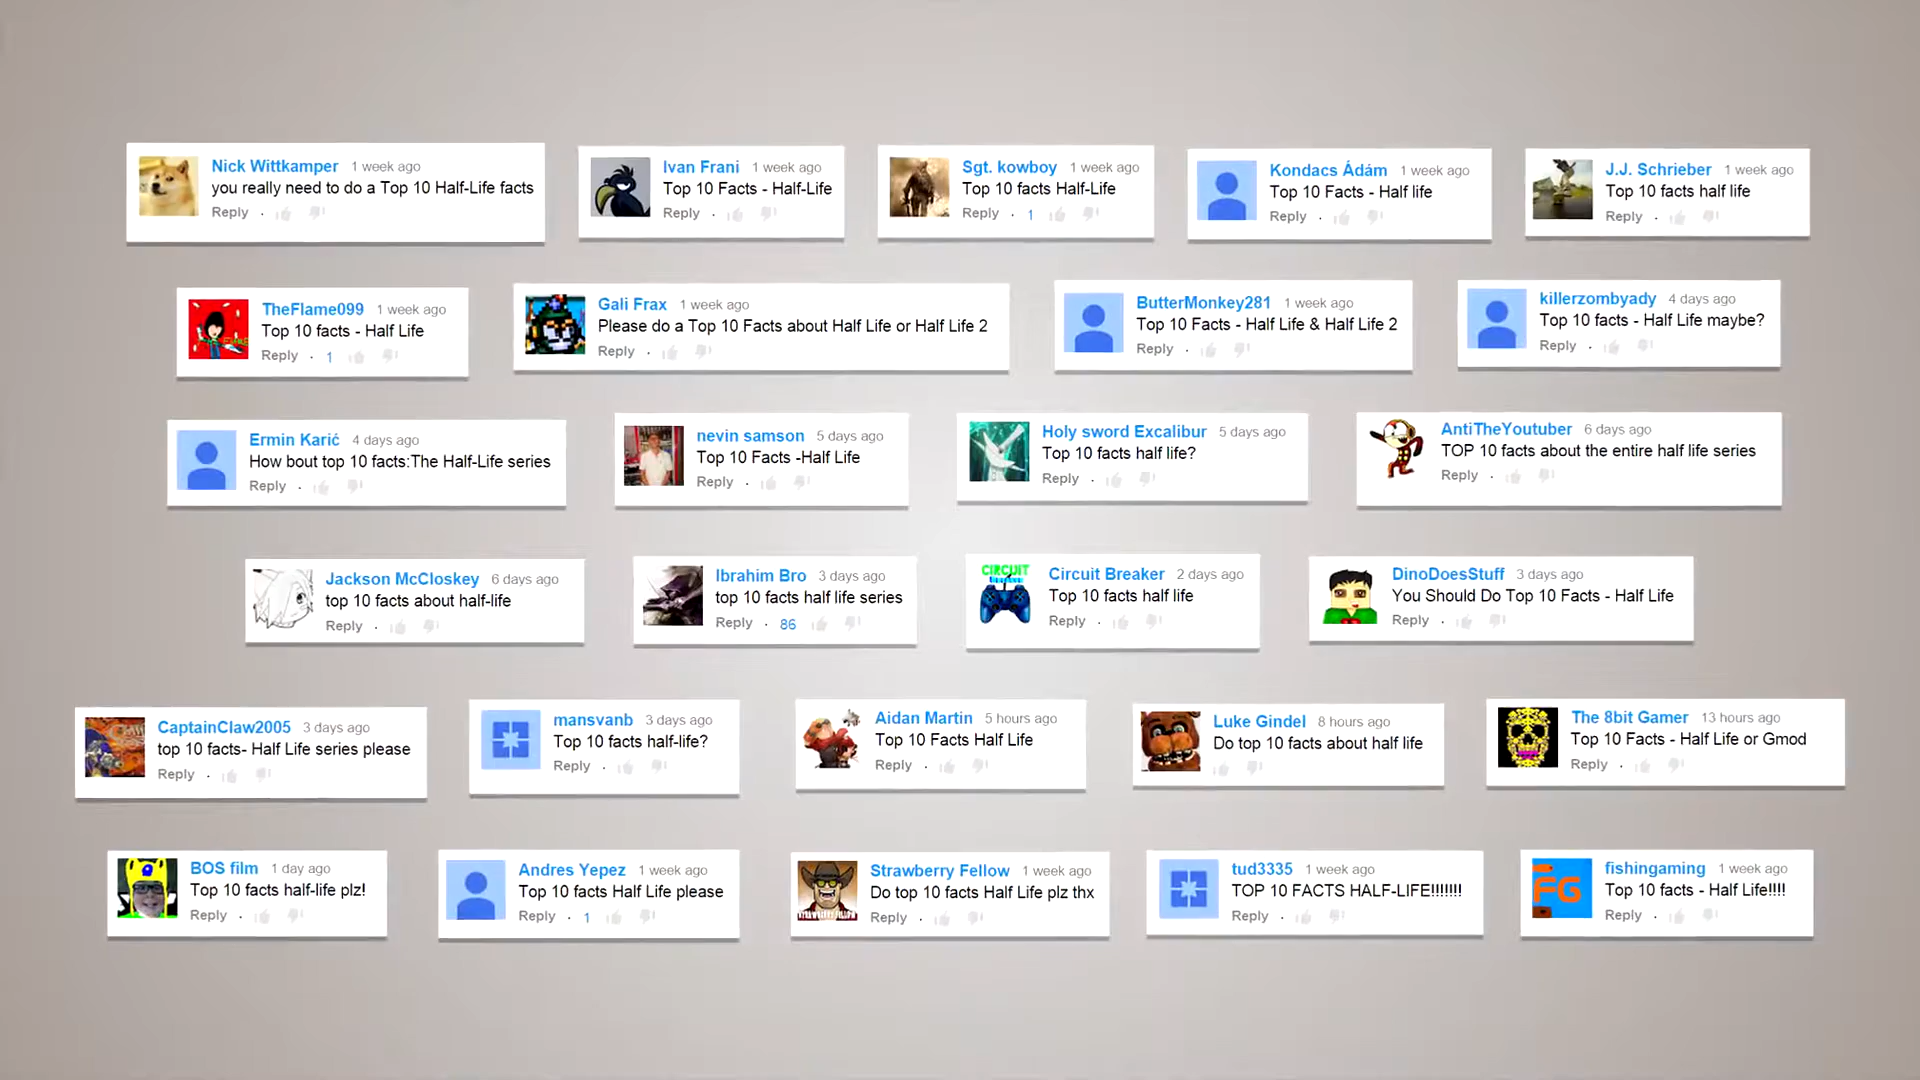 Nick Wittkamper 1 week ago
you really need to do a Top 10 Half-Life facts
Reply ·
Ivan Frani 1 week ago
Top 10 Facts - Half-Life
Reply ·
Sgt. kowboy 1 week ago
Top 10 facts Half-Life
Reply · 1
Kondacs Ádám 1 week ago
Top 10 Facts - Half life
Reply ·
J.J. Schrieber 1 week ago
Top 10 facts half life
Reply ·
TheFlame099 1 week ago
Top 10 facts - Half Life
Reply · 1
Gali Frax 1 week ago
Please do a Top 10 Facts about Half Life or Half Life 2
Reply ·
ButterMonkey281 1 week ago
Top 10 Facts - Half Life & Half Life 2
Reply ·
killerzombyady 4 days ago
Top 10 facts - Half Life maybe?
Reply ·
Ermin Karić 4 days ago
How bout top 10 facts:The Half-Life series
Reply ·
nevin samson 5 days ago
Top 10 Facts -Half Life
Reply ·
Holy sword Excalibur 5 days ago
Top 10 facts half life?
Reply ·
AntiTheYoutuber 6 days ago
TOP 10 facts about the entire half life series
Reply ·
Jackson McCloskey 6 days ago
top 10 facts about half-life
Reply ·
Ibrahim Bro 3 days ago
top 10 facts half life series
Reply · 86
CIRCUIT
Circuit Breaker 2 days ago
Top 10 facts half life
Reply ·
DinoDoesStuff 3 days ago
You Should Do Top 10 Facts - Half Life
Reply ·
CaptainClaw2005 3 days ago
top 10 facts- Half Life series please
Reply ·
mansvanb 3 days ago
Top 10 facts half-life?
Reply ·
Aidan Martin 5 hours ago
Top 10 Facts Half Life
Reply ·
Luke Gindel 8 hours ago
Do top 10 facts about half life
The 8bit Gamer 13 hours ago
Top 10 Facts - Half Life or Gmod
Reply ·
BOS film 1 day ago
Top 10 facts half-life plz!
Reply ·
Andres Yepez 1 week ago
Top 10 facts Half Life please
Reply · 1
STRAWBERRY FELLOW
Strawberry Fellow 1 week ago
Do top 10 facts Half Life plz thx
Reply ·
tud3335 1 week ago
TOP 10 FACTS HALF-LIFE!!!!!!!
Reply ·
FG
fishingaming 1 week ago
Top 10 facts - Half Life!!!!
Reply ·